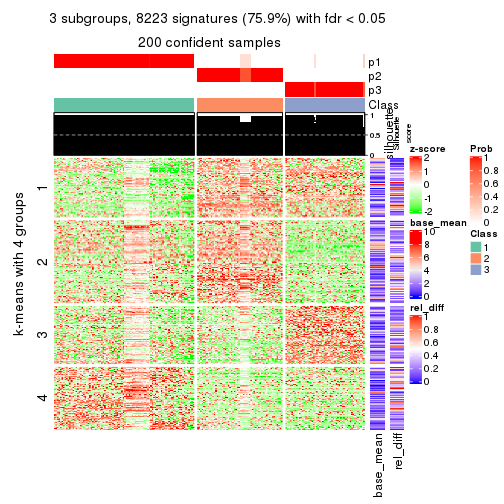 3 subgroups, 8223 signatures (75.9%) with fdr < 0.05
200 confident samples
p1
p2
p3
Class
1
0.5
0
silhouette
Silhouette
score
k-means with 4 groups
1
2
3
4
base_mean
rel_diff
z-score
2
1
0
-1
-2
base_mean
10
8
6
4
2
0
rel_diff
1
0.8
0.6
0.4
0.2
0
Prob
1
0.8
0.6
0.4
0.2
0
Class
1
2
3